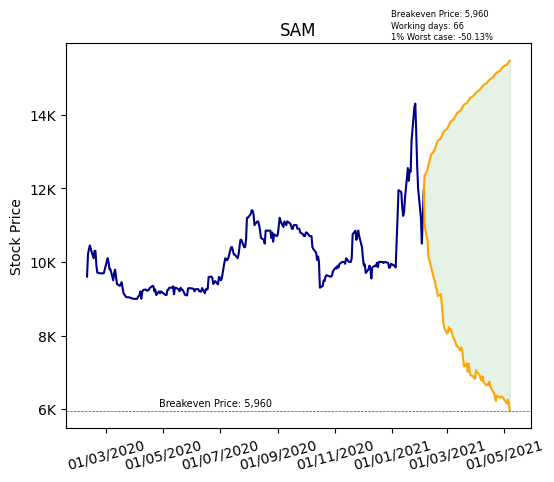 Breakeven Price: 5,960
Working days: 66
1% Worst case: -50.13%
SAM
Stock Price
14K
12K
10K
8K
6K
Breakeven Price: 5,960
01/03/2020
01/05/2020
01/07/2020
01/09/2020
01/11/2020
01/01/2021
01/03/2021
01/05/2021